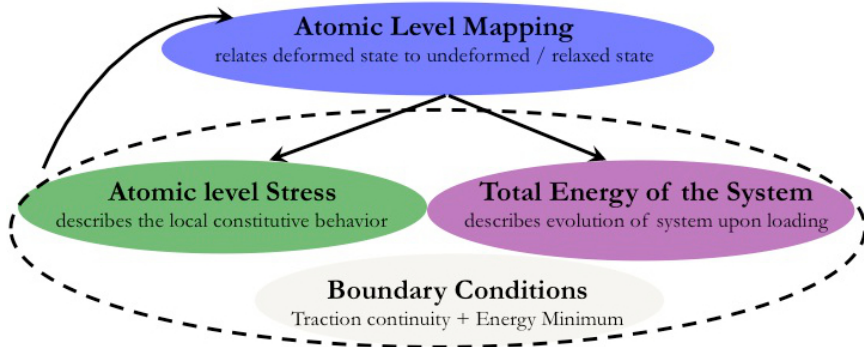 Atomic Level Mapping
relates deformed state to undeformed / relaxed state
Atomic level Stress
describes the local constitutive behavior
Total Energy of the System
describes evolution of system upon loading
Boundary Conditions
Traction continuity + Energy Minimum